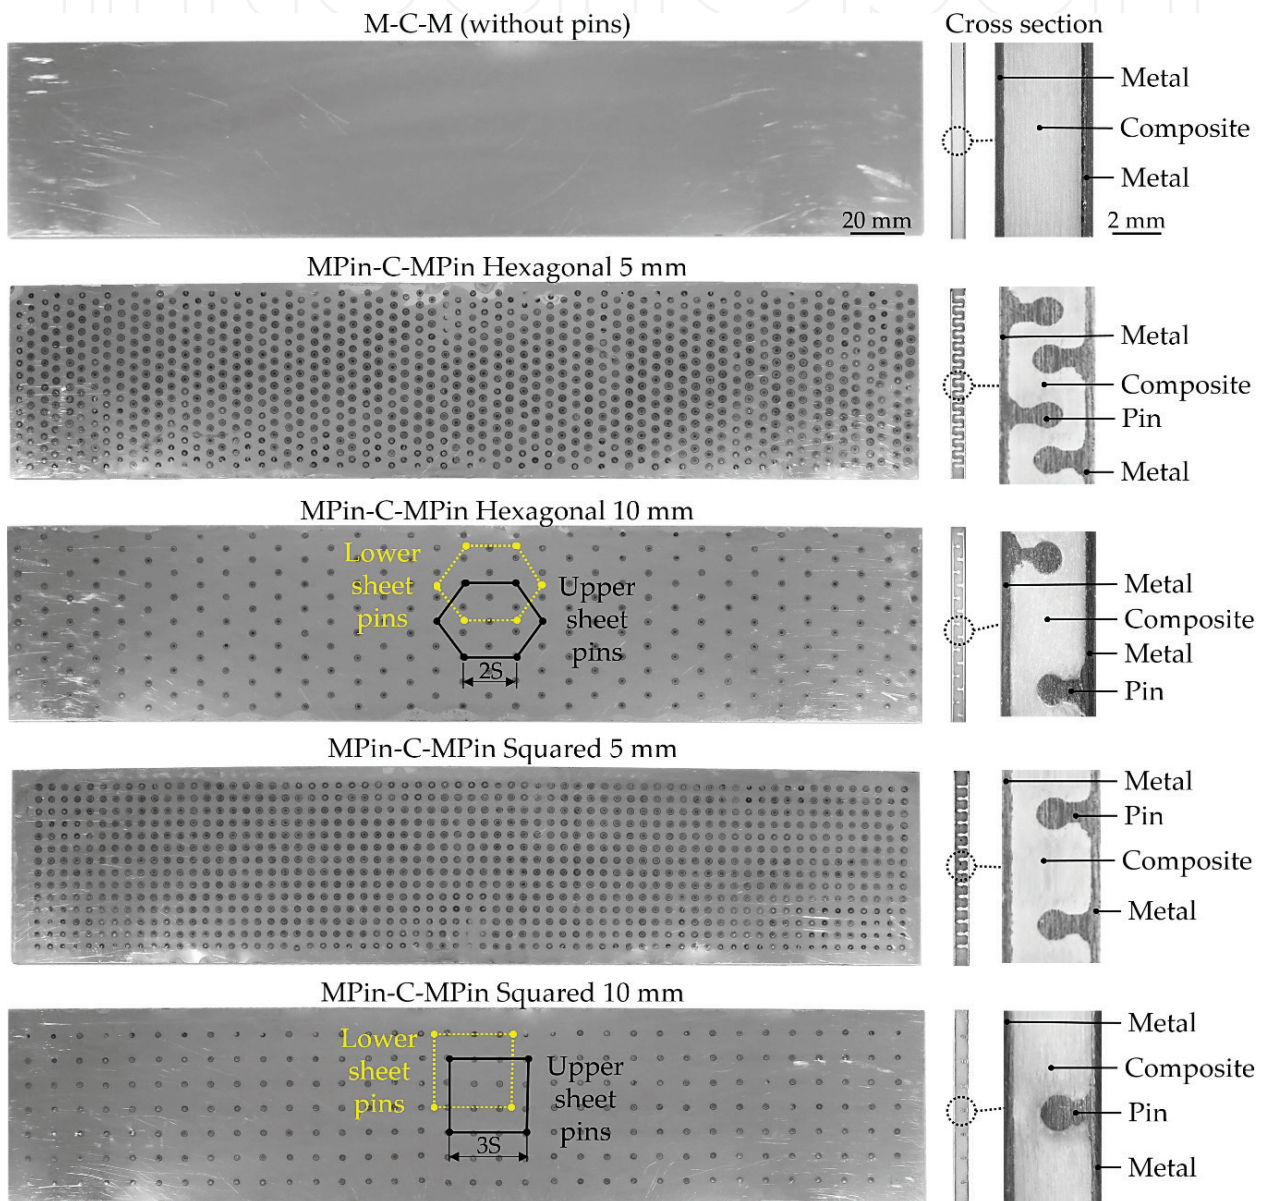 M-C-M (without pins)
Cross section
Metal
Composite
Metal
20 mm
2 mm
MPin-C-MPin Hexagonal 5 mm
Metal
Composite
Pin
Metal
MPin-C-MPin Hexagonal 10 mm
Lower
sheet
pins
Upper
sheet
pins
2S
Metal
Composite
Metal
Pin
MPin-C-MPin Squared 5 mm
Metal
Pin
Composite
Metal
MPin-C-MPin Squared 10 mm
Lower
sheet
pins
Upper
sheet
pins
3S
Metal
Composite
Pin
Metal